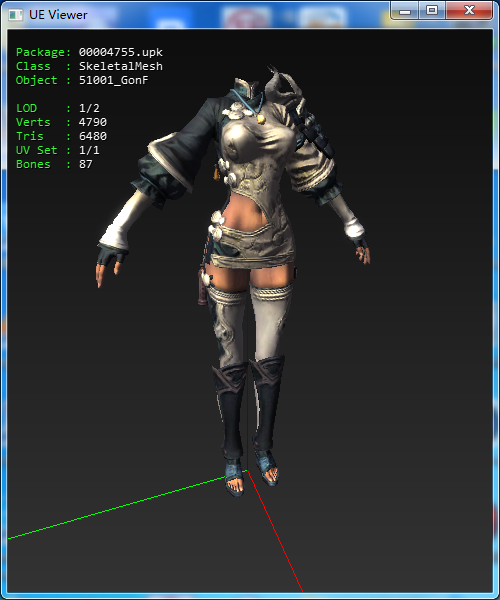 UE Viewer
Package: 00004755.upk
Class : SkeletalMesh
Object : 51001_GonF
LOD : 1/2
Verts : 4790
Tris : 6480
UV Set : 1/1
Bones : 87